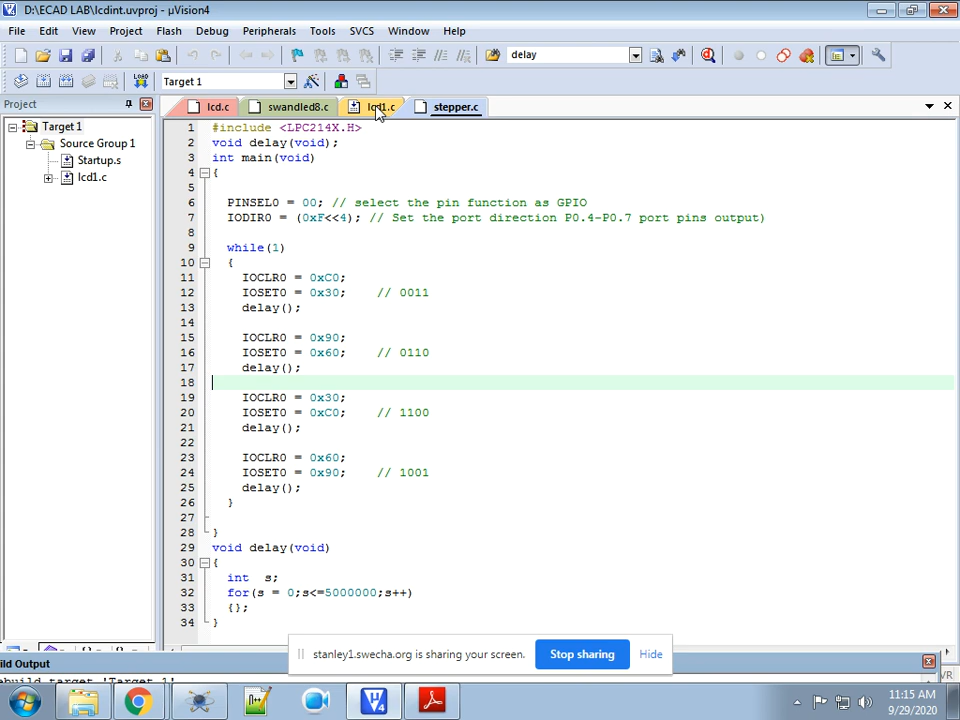 D:\ECAD LAB\lcdint.uvproj - µVision4
File Edit View Project Flash Debug Peripherals Tools SVCS Window Help
delay
LOAD Target 1
Project
lcd.c swandled8.c lcd1.c stepper.c
Target 1
Source Group 1
Startup.s
lcd1.c
1 #include <LPC214X.H>
2 void delay(void);
3 int main(void)
4 {
5
6 PINSEL0 = 00; // select the pin function as GPIO
7 IODIR0 = (0xF<<4); // Set the port direction P0.4-P0.7 port pins output)
8
9 while(1)
10 {
11 IOCLR0 = 0xC0;
12 IOSET0 = 0x30; // 0011
13 delay();
14
15 IOCLR0 = 0x90;
16 IOSET0 = 0x60; // 0110
17 delay();
18
19 IOCLR0 = 0x30;
20 IOSET0 = 0xC0; // 1100
21 delay();
22
23 IOCLR0 = 0x60;
24 IOSET0 = 0x90; // 1001
25 delay();
26 }
27
28 }
29 void delay(void)
30 {
31 int s;
32 for(s = 0;s<=5000000;s++)
33 {};
34 }
stanley1.swecha.org is sharing your screen. Stop sharing Hide
ild Output
11:15 AM
9/29/2020